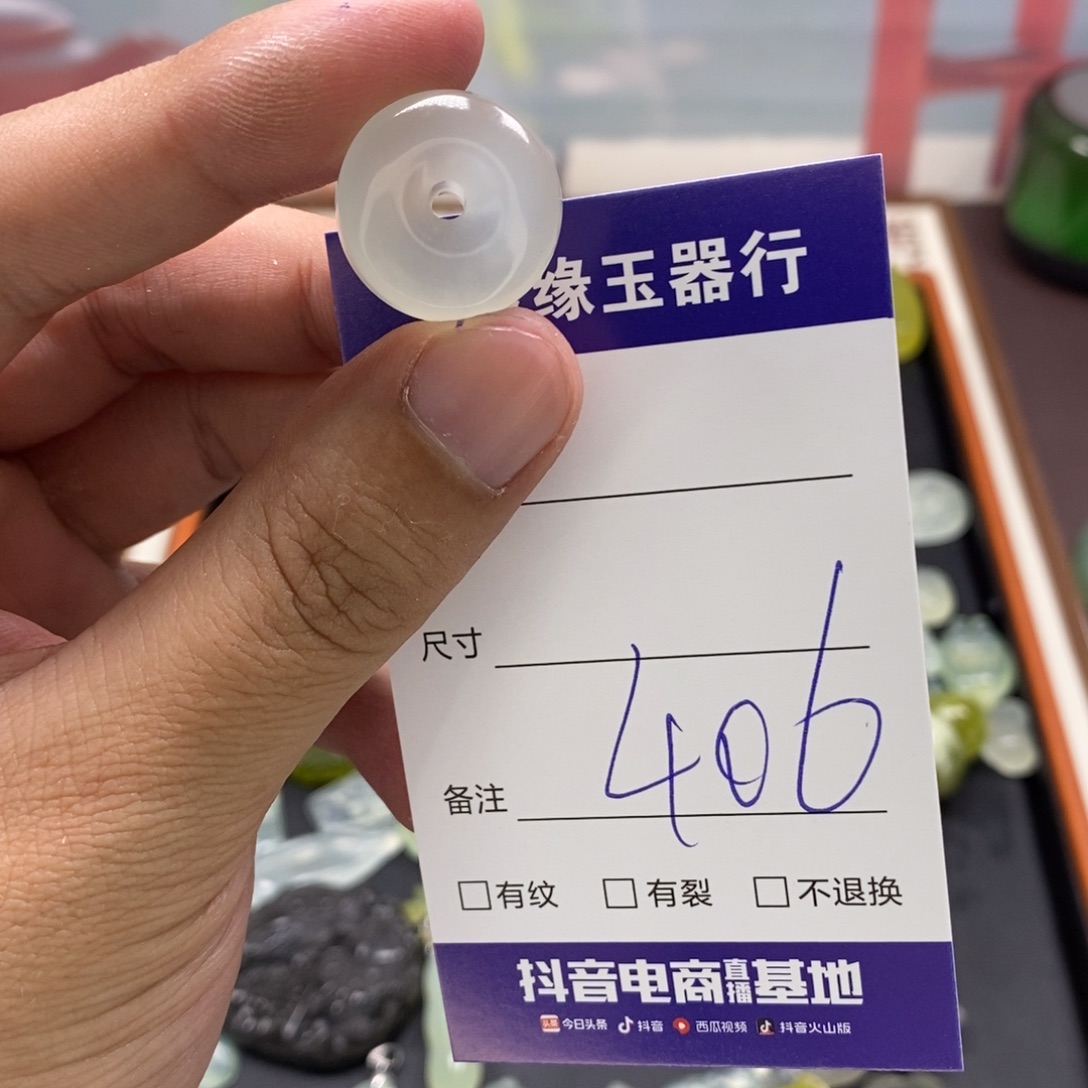 缘玉器行
尺寸
406
备注
有纹 有裂 不退换
抖音电商直播基地
头条 今日头条 抖音 西瓜视频 抖音火山版